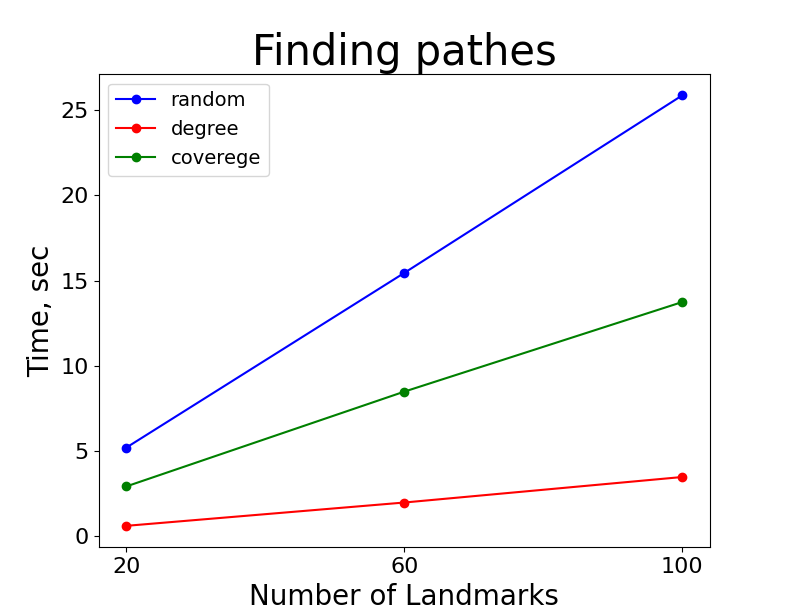 Finding pathes
random
degree
coverege
25
20
15
10
5
0
Time, sec
20 60 100
Number of Landmarks